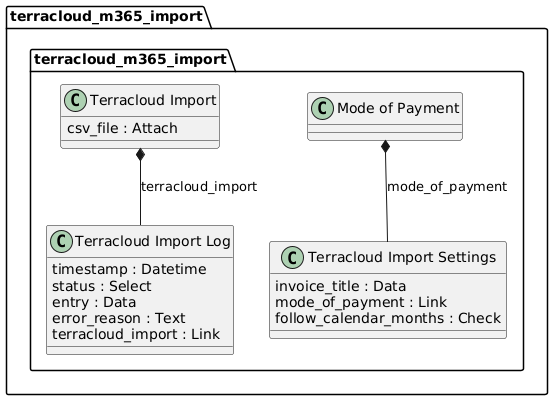 terracloud_m365_import
terracloud_m365_import
C Terracloud Import
csv_file : Attach
C Mode of Payment
terracloud_import
mode_of_payment
C Terracloud Import Log
timestamp : Datetime
status : Select
entry : Data
error_reason : Text
terracloud_import : Link
C Terracloud Import Settings
invoice_title : Data
mode_of_payment : Link
follow_calendar_months : Check